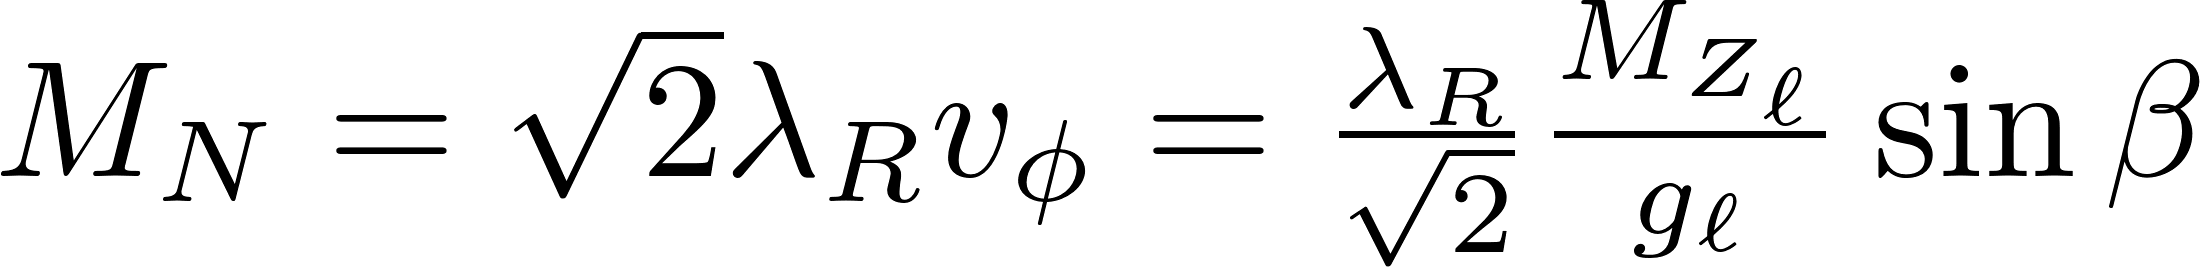 $M_N = \sqrt{2}\lambda_R v_\phi = \frac{\lambda_R}{\sqrt{2}} \frac{M_{Z_\ell}}{g_\ell} \sin\beta$